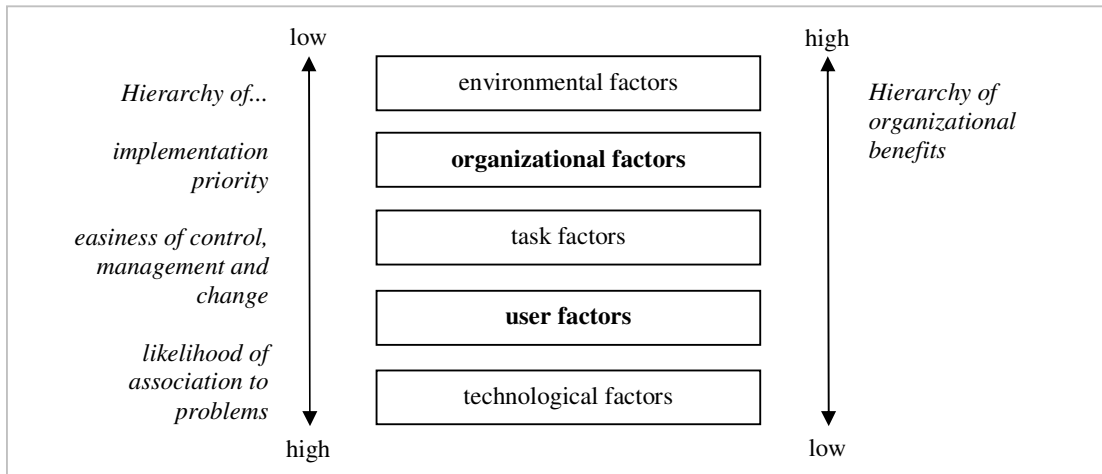 low
Hierarchy of...
implementation
priority
easiness of control,
management and
change
likelihood of
association to
problems
high
environmental factors
organizational factors
task factors
user factors
technological factors
high
Hierarchy of
organizational
benefits
low